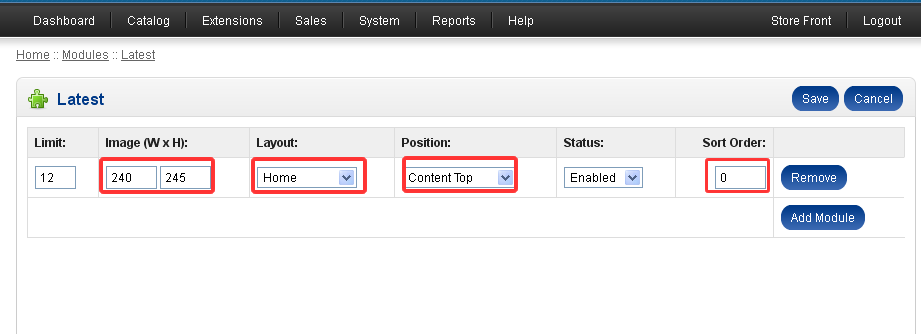 Dashboard Catalog Extensions Sales System Reports Help Store Front Logout
Home :: Modules :: Latest
Latest Save Cancel
Limit: Image (W x H): Layout: Position: Status: Sort Order:
12 240 245 Home Content Top Enabled 0 Remove
Add Module